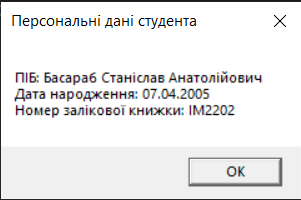 Персональні дані студента
ПІБ: Басараб Станіслав Анатолійович
Дата народження: 07.04.2005
Номер залікової книжки: ІМ2202
OK